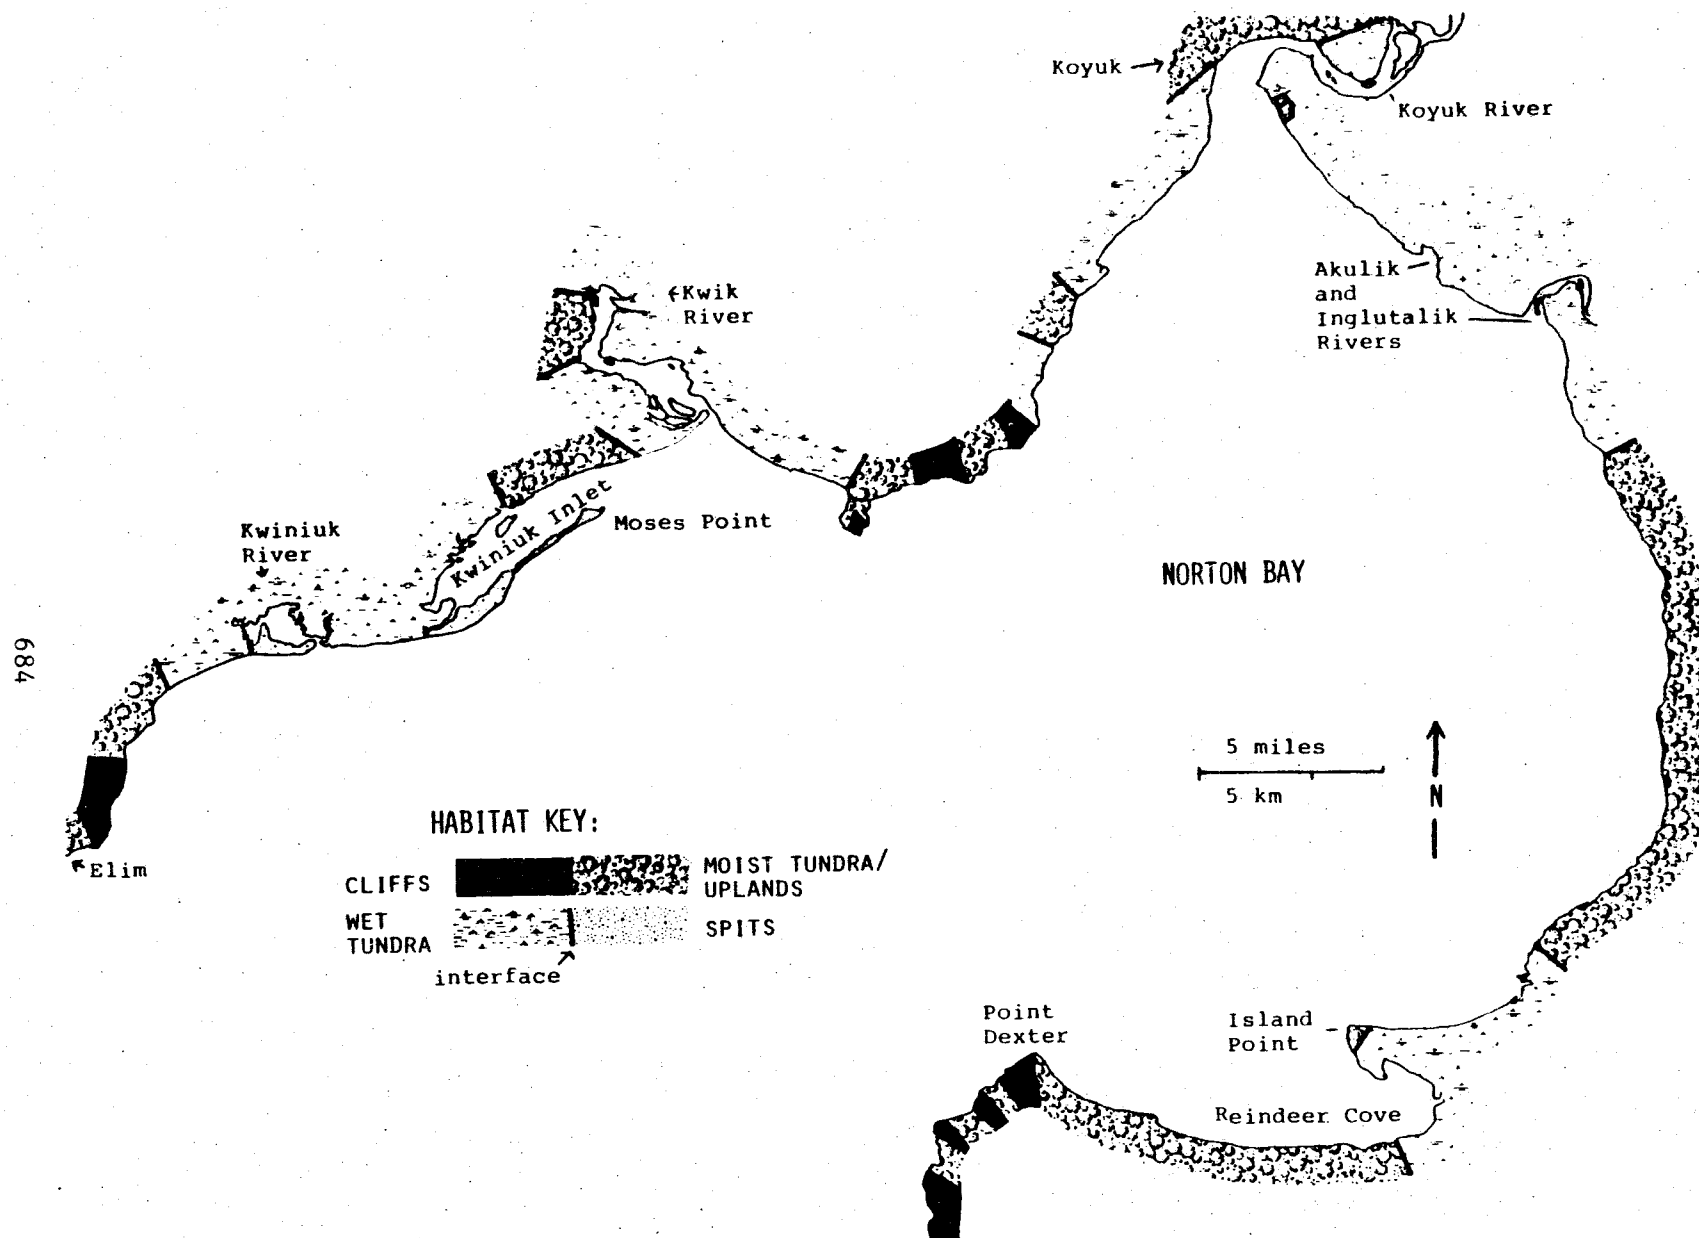 Koyuk
Koyuk River
Akulik
and
Inglutalik
Rivers
Kwik
River
Kwiniuk Inlet
Moses Point
Kwiniuk
River
NORTON BAY
684
5 miles
5 km
N
HABITAT KEY:
CLIFFS
MOIST TUNDRA/
UPLANDS
WET
TUNDRA
SPITS
interface
Elim
Point
Dexter
Island
Point
Reindeer Cove